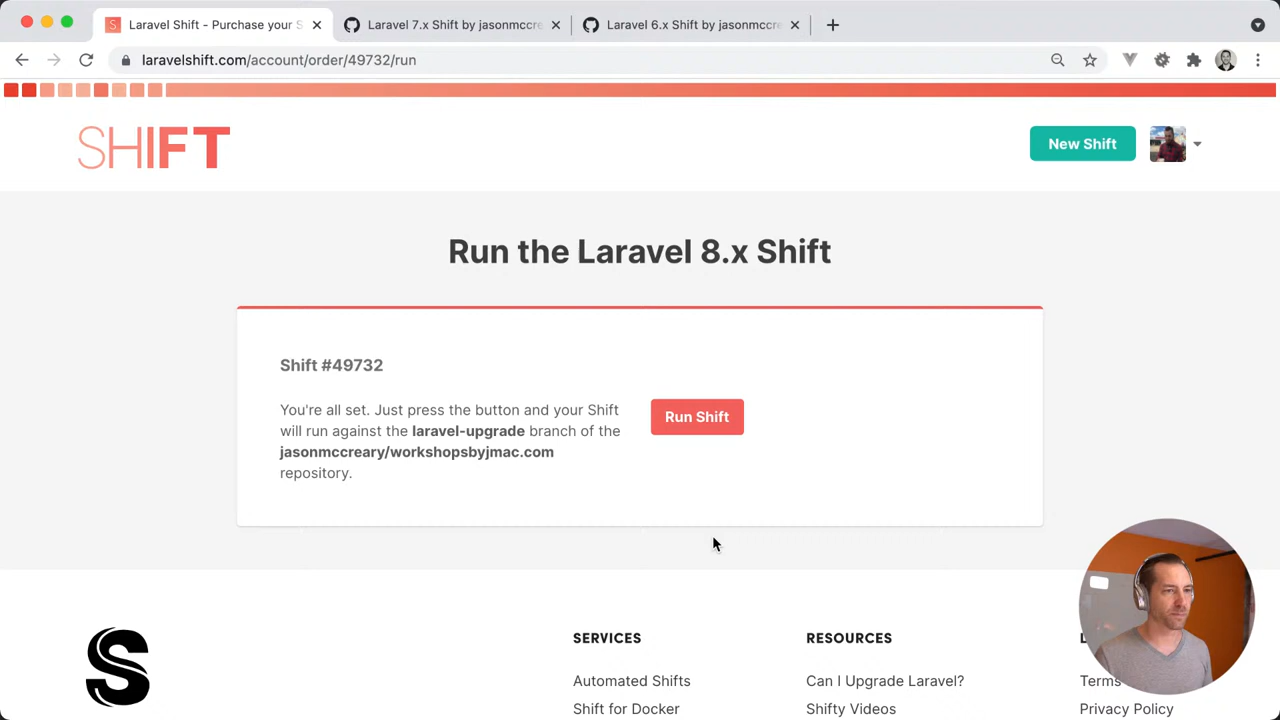 Laravel Shift - Purchase your S
Laravel 7.x Shift by jasonmccre
Laravel 6.x Shift by jasonmccre
laravelshift.com/account/order/49732/run
SHIFT
New Shift
Run the Laravel 8.x Shift
Shift #49732
You're all set. Just press the button and your Shift
will run against the laravel-upgrade branch of the
jasonmccreary/workshopsbyjmac.com
repository.
Run Shift
S
SERVICES
RESOURCES
Automated Shifts
Can I Upgrade Laravel?
Terms
Shift for Docker
Shifty Videos
Privacy Policy